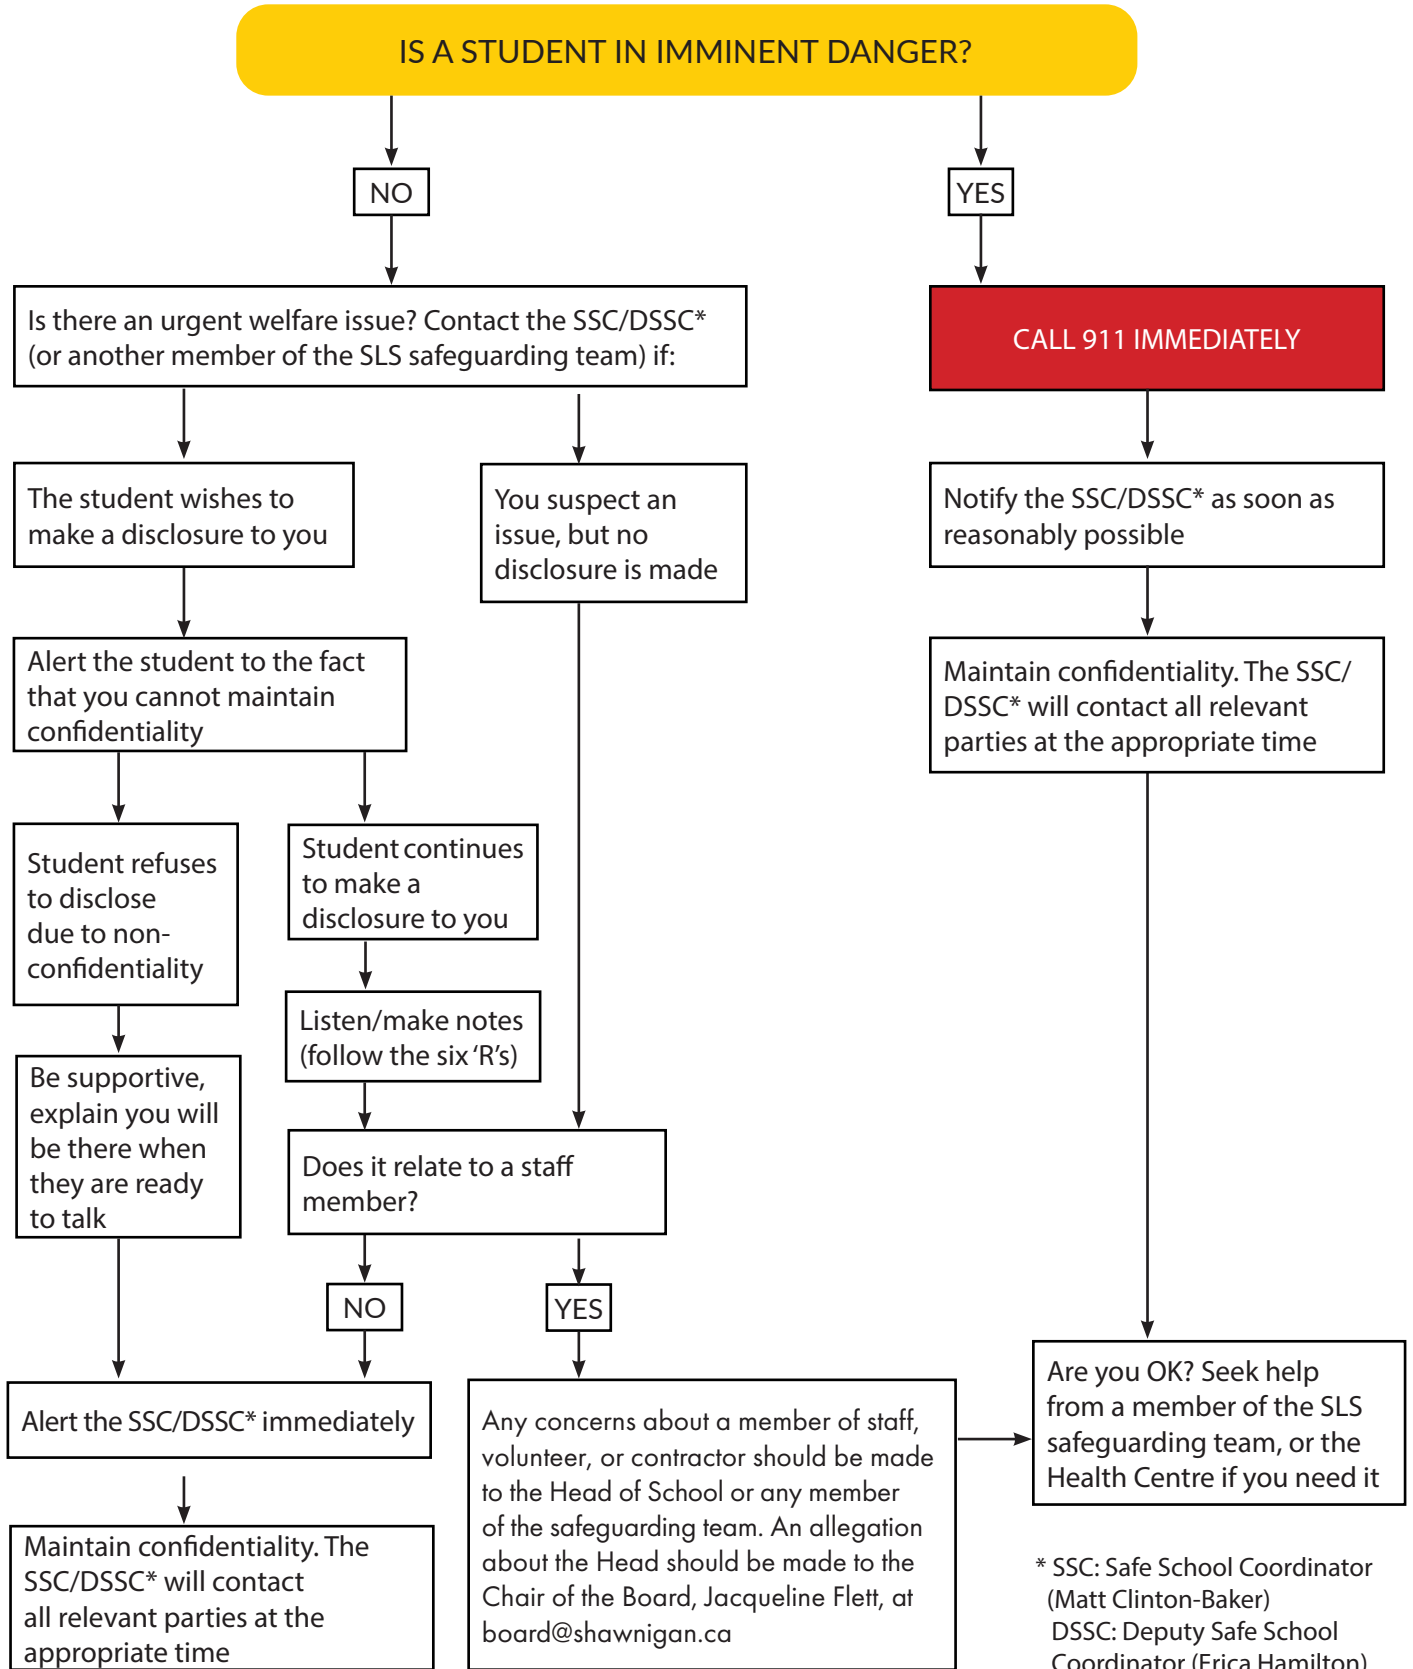 IS A STUDENT IN IMMINENT DANGER?
NO
YES
Is there an urgent welfare issue? Contact the SSC/DSSC*
(or another member of the SLS safeguarding team) if:
CALL 911 IMMEDIATELY
The student wishes to
make a disclosure to you
You suspect an
issue, but no
disclosure is made
Notify the SSC/DSSC* as soon as
reasonably possible
Alert the student to the fact
that you cannot maintain
confidentiality
Maintain confidentiality. The SSC/
DSSC* will contact all relevant
parties at the appropriate time
Student refuses
to disclose
due to non-
confidentiality
Student continues
to make a
disclosure to you
Listen/make notes
(follow the six ‘R’s)
Be supportive,
explain you will
be there when
they are ready
to talk
Does it relate to a staff
member?
NO
YES
Alert the SSC/DSSC* immediately
Any concerns about a member of staff,
volunteer, or contractor should be made
to the Head of School or any member
of the safeguarding team. An allegation
about the Head should be made to the
Chair of the Board, Jacqueline Flett, at
board@shawnigan.ca
Are you OK? Seek help
from a member of the SLS
safeguarding team, or the
Health Centre if you need it
Maintain confidentiality. The
SSC/DSSC* will contact
all relevant parties at the
appropriate time
* SSC: Safe School Coordinator
(Matt Clinton-Baker)
DSSC: Deputy Safe School
Coordinator (Erica Hamilton)